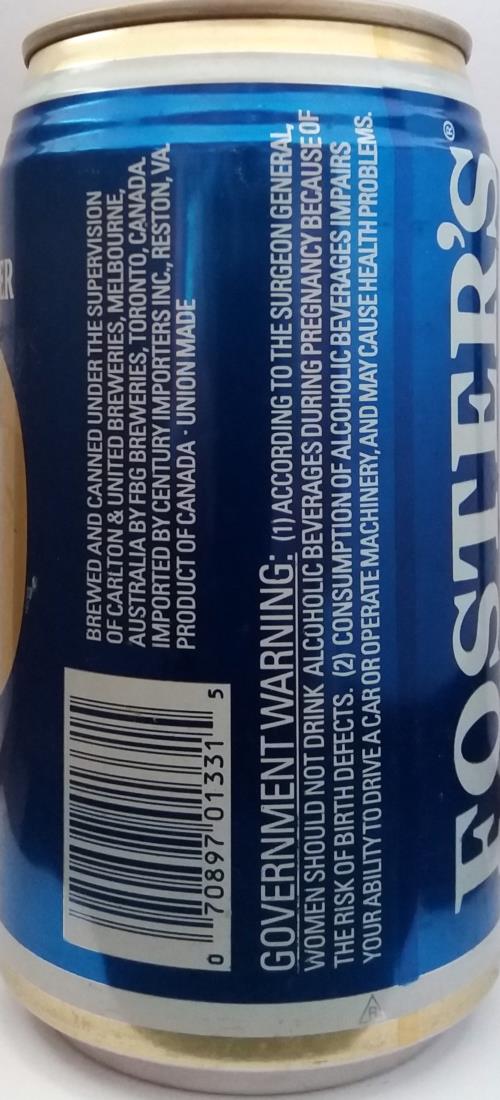 ER
BREWED AND CANNED UNDER THE SUPERVISION
OF CARLTON & UNITED BREWERIES, MELBOURNE,
AUSTRALIA BY FBG BREWERIES, TORONTO, CANADA.
IMPORTED BY CENTURY IMPORTERS INC., RESTON, VA.
PRODUCT OF CANADA · UNION MADE
0 70897 01331 5
GOVERNMENT WARNING: (1) ACCORDING TO THE SURGEON GENERAL,
WOMEN SHOULD NOT DRINK ALCOHOLIC BEVERAGES DURING PREGNANCY BECAUSE OF
THE RISK OF BIRTH DEFECTS. (2) CONSUMPTION OF ALCOHOLIC BEVERAGES IMPAIRS
YOUR ABILITY TO DRIVE A CAR OR OPERATE MACHINERY, AND MAY CAUSE HEALTH PROBLEMS.
FOSTER'S®
R